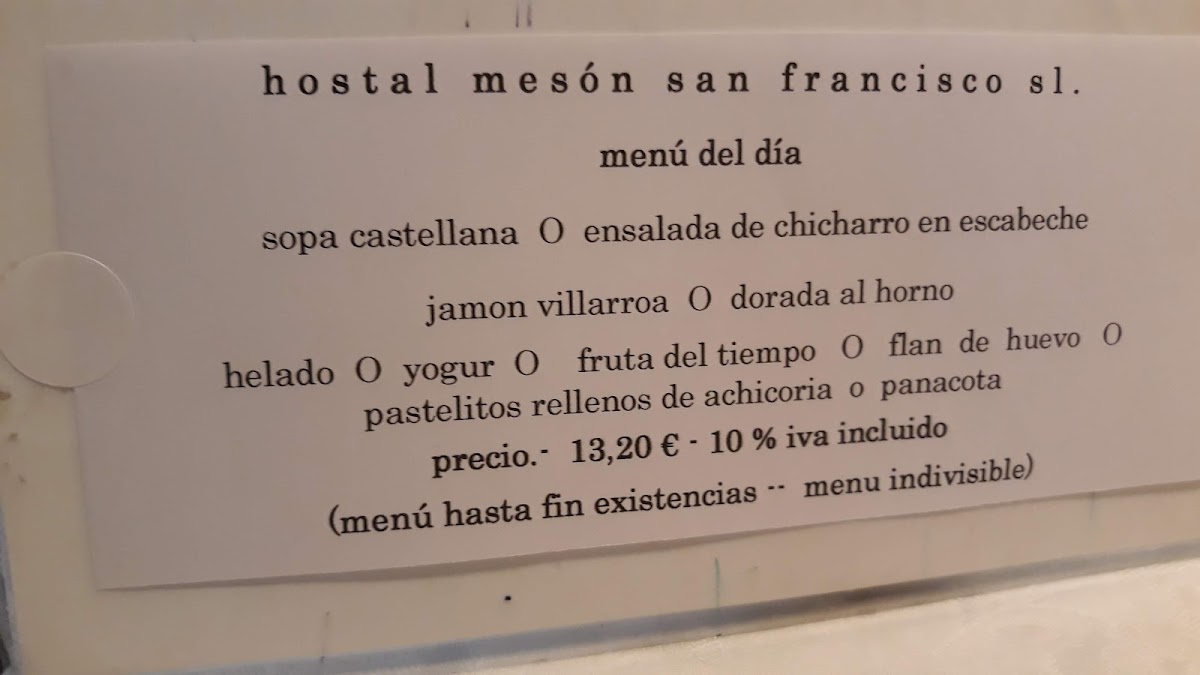 hostal mesón san francisco sl.
menú del día
sopa castellana O ensalada de chicharro en escabeche
jamon villarroa O dorada al horno
helado O yogur O fruta del tiempo O flan de huevo O
pastelitos rellenos de achicoria o panacota
precio.- 13,20 € - 10 % iva incluido
(menú hasta fin existencias -- menu indivisible)